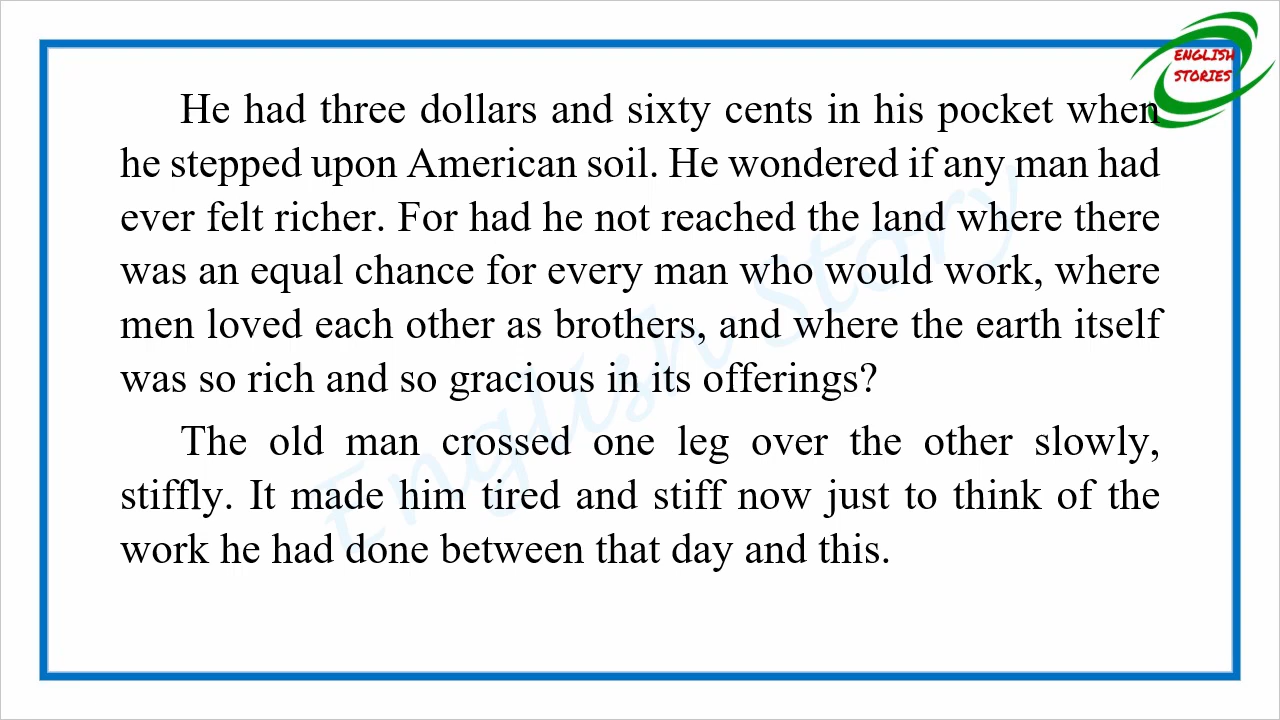 ENGLISH
STORIES
He had three dollars and sixty cents in his pocket when
he stepped upon American soil. He wondered if any man had
ever felt richer. For had he not reached the land where there
was an equal chance for every man who would work, where
men loved each other as brothers, and where the earth itself
was so rich and so gracious in its offerings?
The old man crossed one leg over the other slowly,
stiffly. It made him tired and stiff now just to think of the
work he had done between that day and this.
English Story